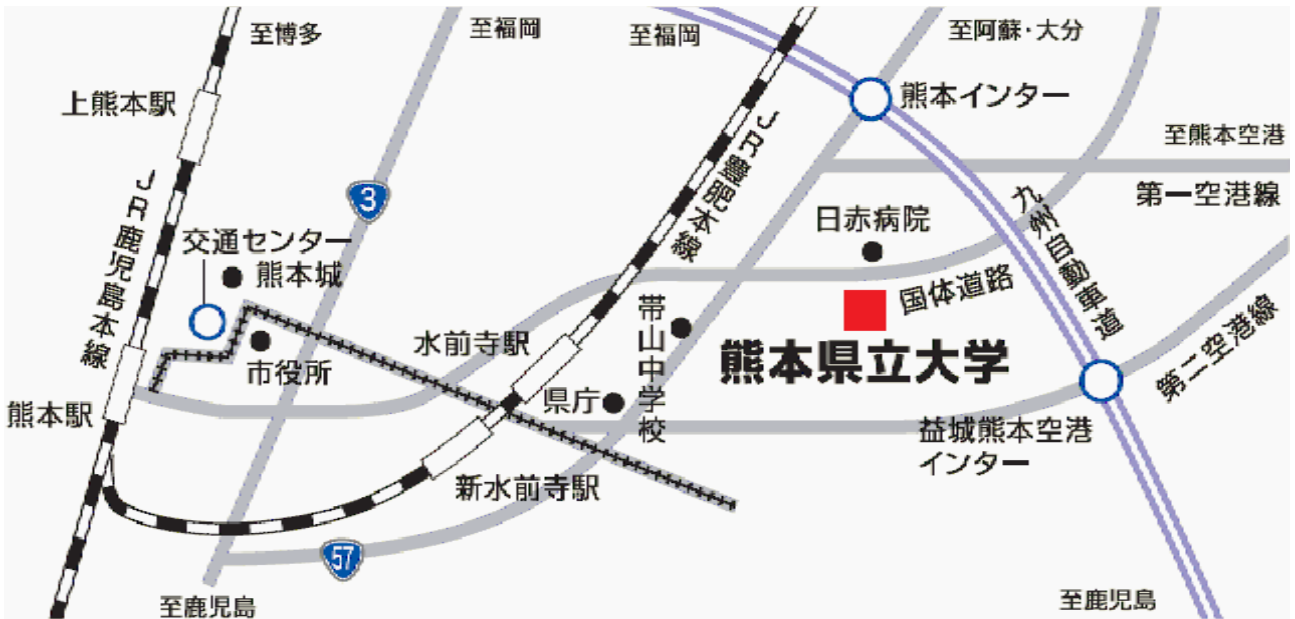 至博多
至福岡
至福岡
至阿蘇・大分
上熊本駅
熊本インター
至熊本空港
3
JR豊肥本線
第一空港線
JR鹿児島本線
交通センター
熊本城
日赤病院
九州自動車道
国体道路
帯山中学校
水前寺駅
市役所
熊本県立大学
第二空港線
熊本駅
県庁
益城熊本空港
インター
新水前寺駅
57
至鹿児島
至鹿児島